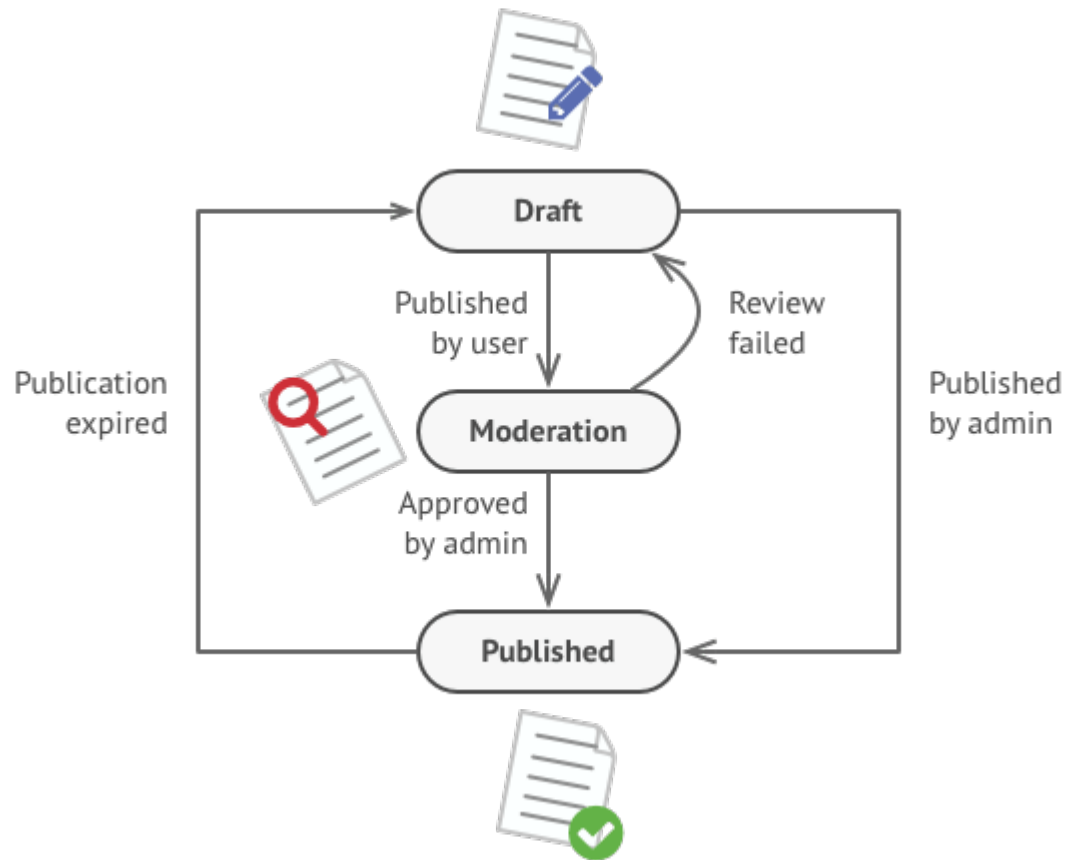 Draft
Published
by user
Review
failed
Publication
expired
Published
by admin
Moderation
Approved
by admin
Published